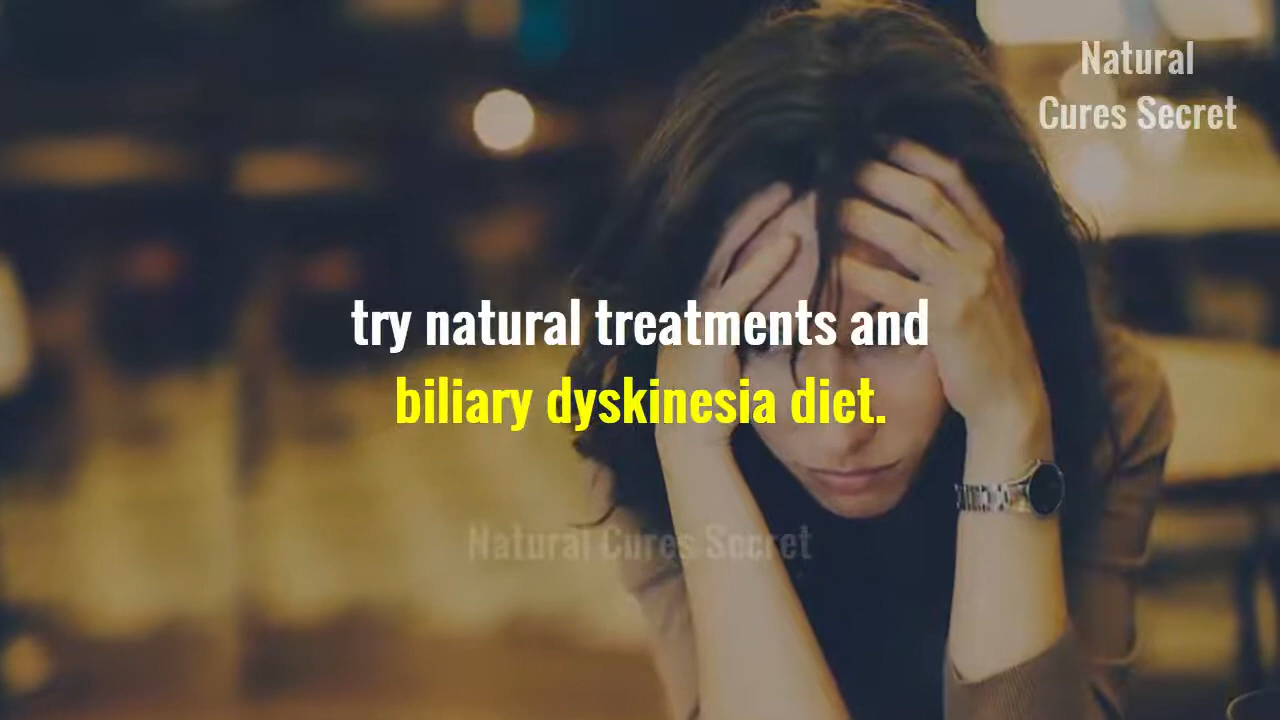 Natural
Cures Secret
try natural treatments and
biliary dyskinesia diet.
Natural Cures Secret